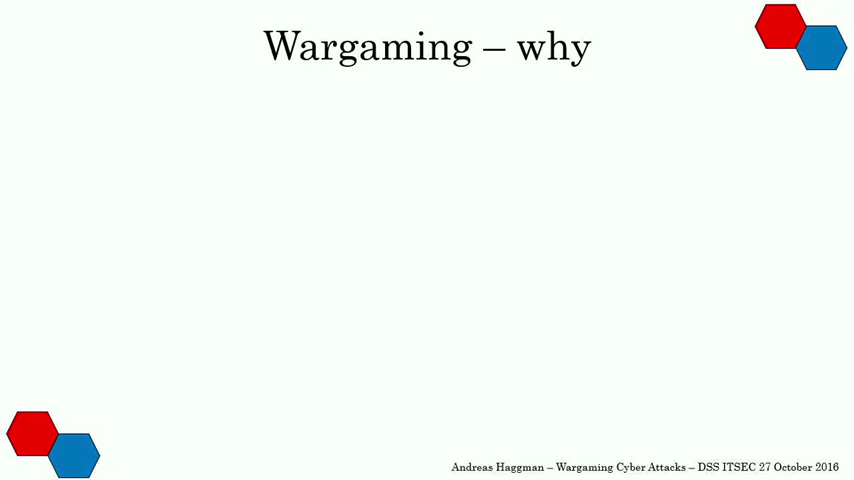 Wargaming – why
Andreas Haggman – Wargaming Cyber Attacks – DSS ITSEC 27 October 2016